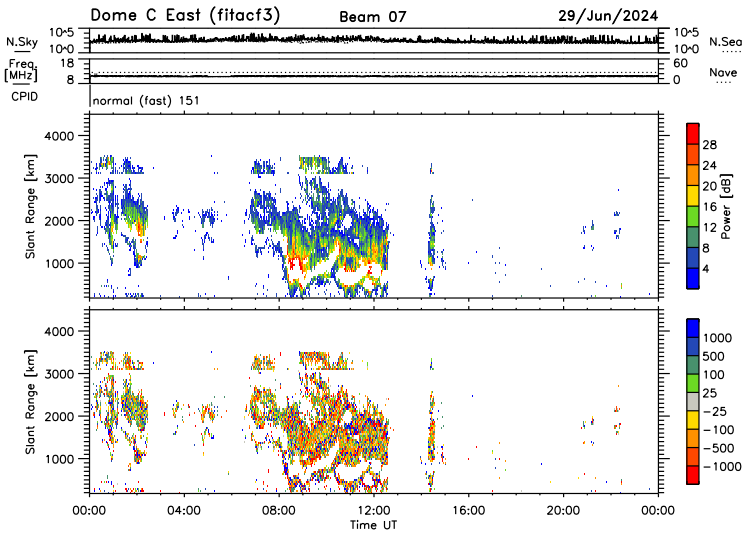 Dome C East (fitacf3) Beam 07 29/Jun/2024
N.Sky 10^5 10^0 10^5 10^0 N.Sea
Freq. [MHz] 18 8 60 0 Nave
CPID normal (fast) 151
Slant Range [km] 4000 3000 2000 1000
Power [dB] 28 24 20 16 12 8 4
Slant Range [km] 4000 3000 2000 1000
1000 500 100 25 -25 -100 -500 -1000
00:00 04:00 08:00 12:00 16:00 20:00 00:00
Time UT